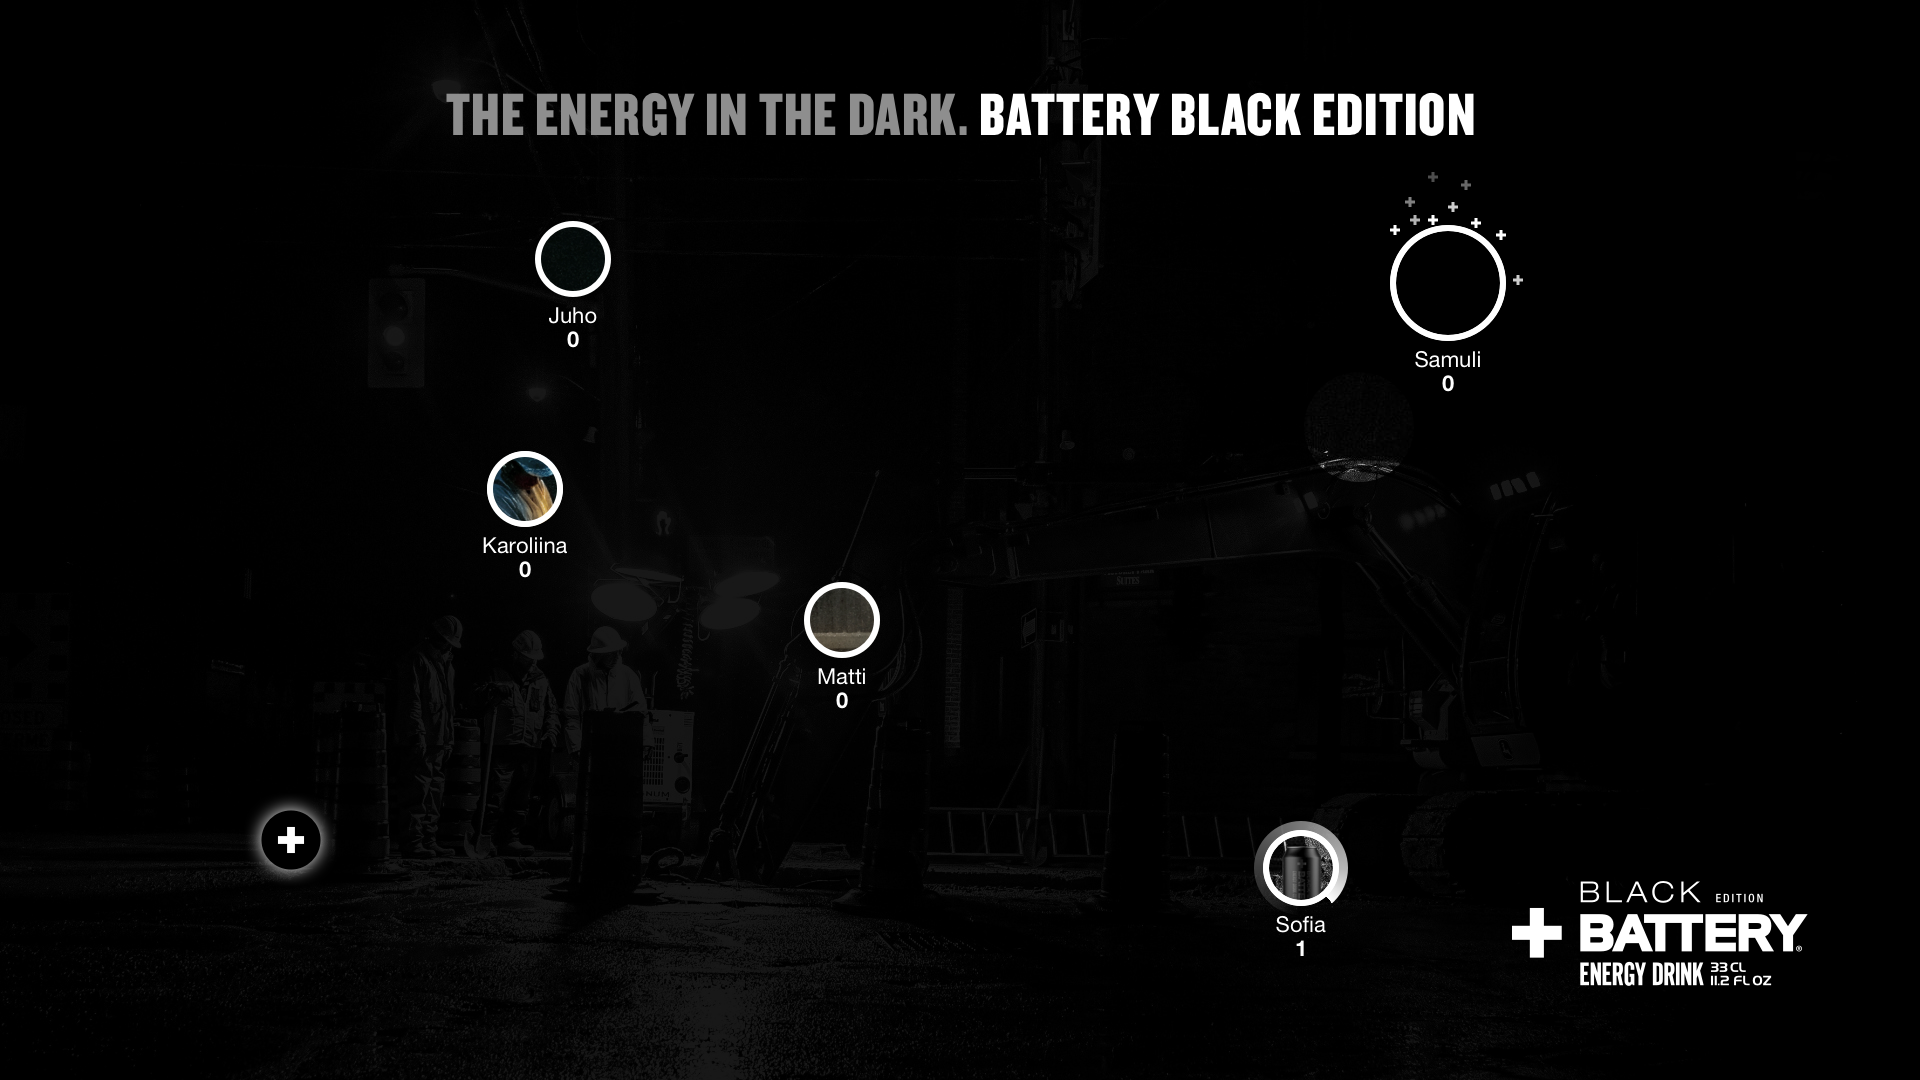 THE ENERGY IN THE DARK. BATTERY BLACK EDITION
Juho
0
Samuli
0
Karoliina
0
Matti
0
Sofia
1
BLACK EDITION
BATTERY®
ENERGY DRINK 33 CL
11.2 FL OZ